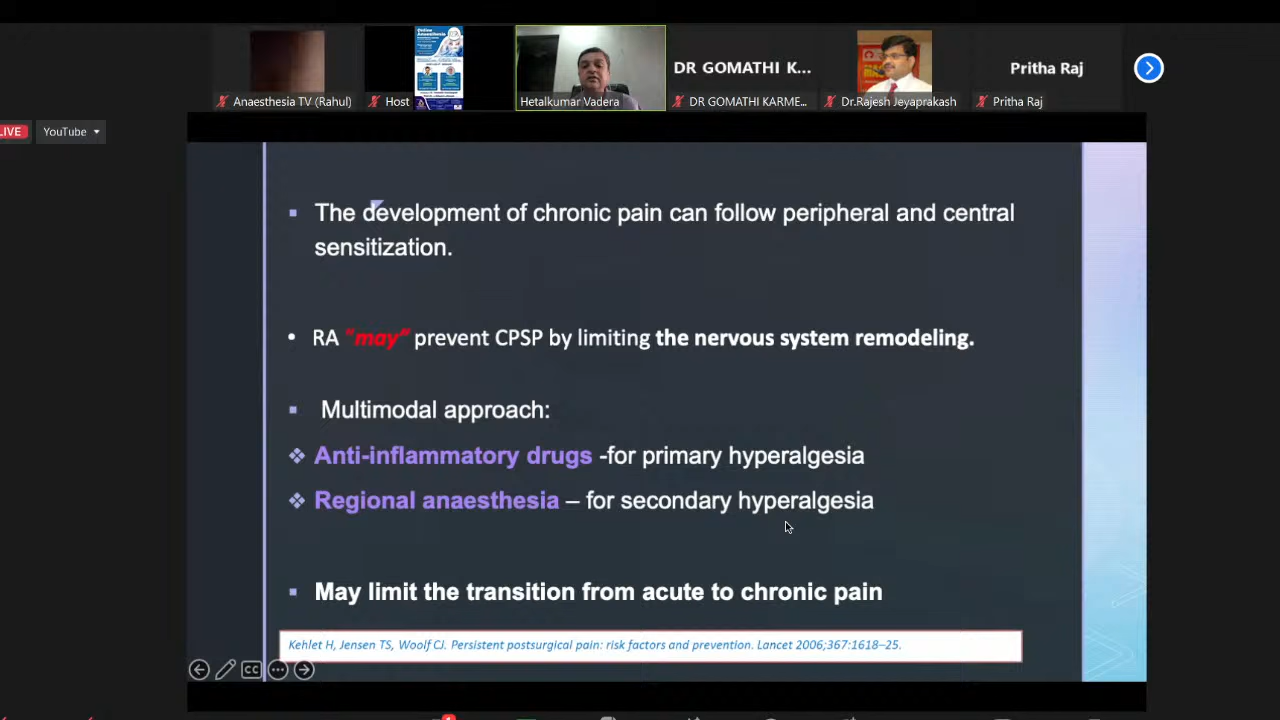 DR GOMATHI K...
Pritha Raj
Anaesthesia TV (Rahul)
Host
Hetalkumar Vadera
DR GOMATHI KARME...
Dr.Rajesh Jeyaprakash
Pritha Raj
LIVE
YouTube
The development of chronic pain can follow peripheral and central
sensitization.
RA "may" prevent CPSP by limiting the nervous system remodeling.
Multimodal approach:
Anti-inflammatory drugs -for primary hyperalgesia
Regional anaesthesia – for secondary hyperalgesia
May limit the transition from acute to chronic pain
Kehlet H, Jensen TS, Woolf CJ. Persistent postsurgical pain: risk factors and prevention. Lancet 2006;367:1618–25.
CC